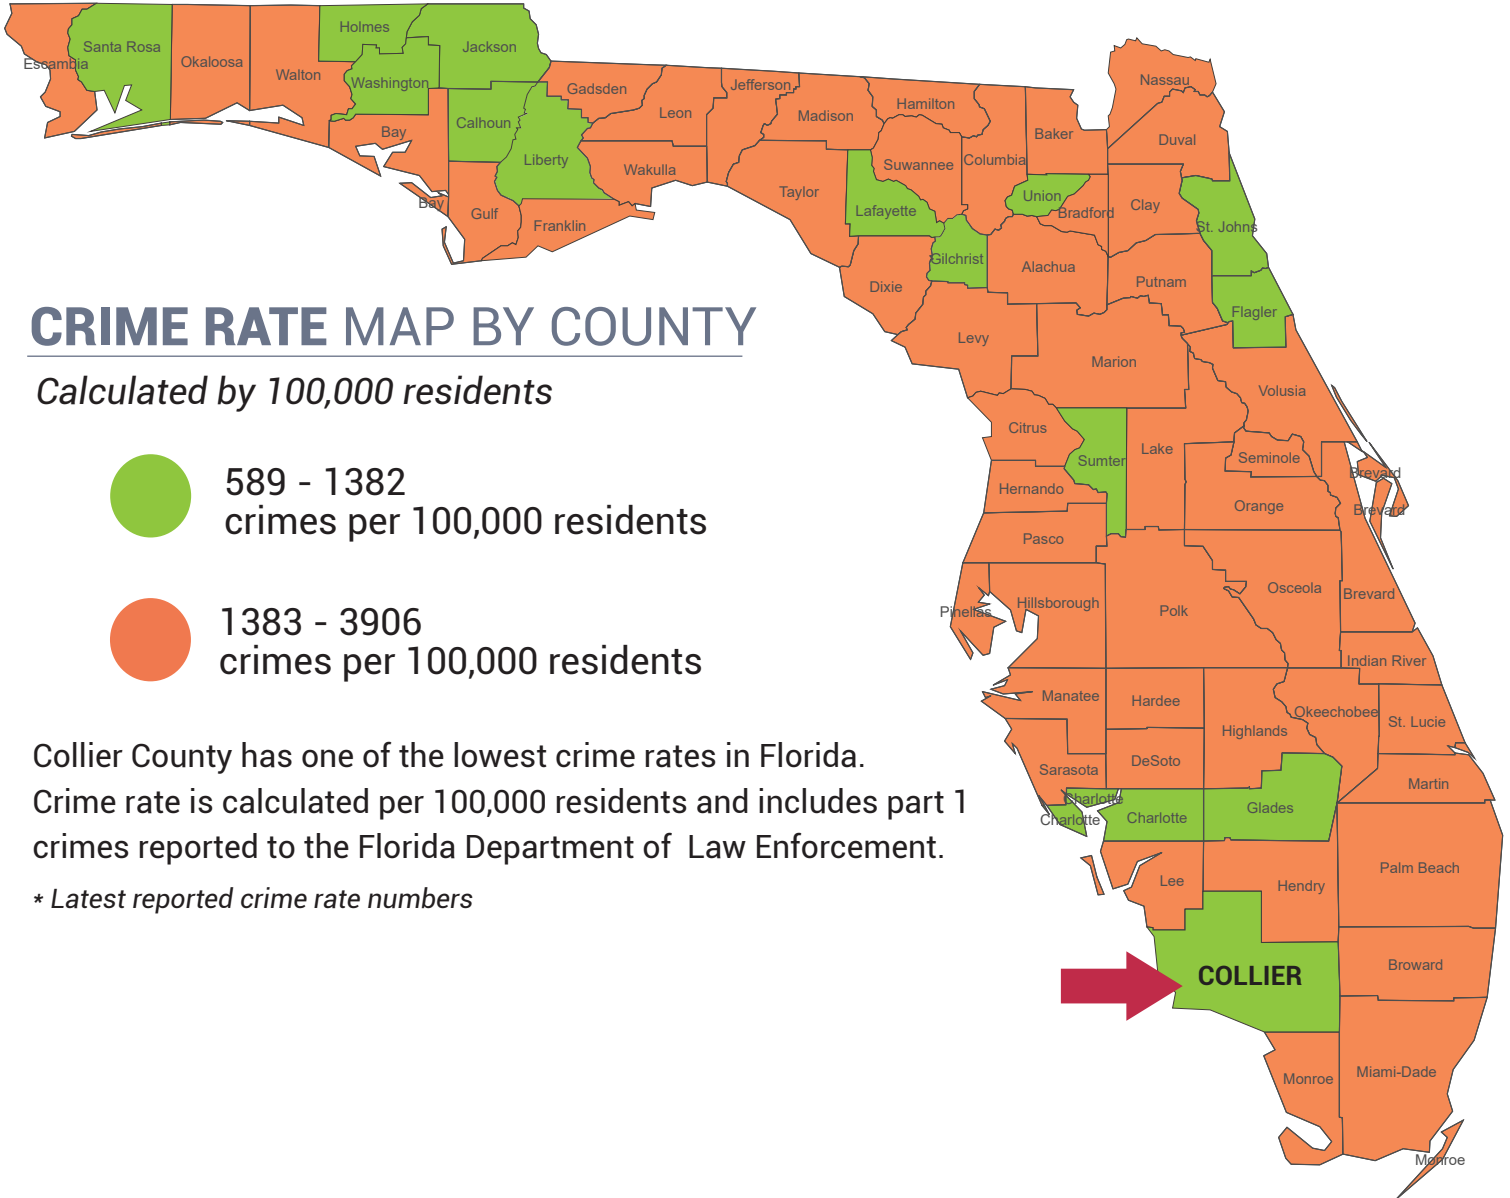 Holmes
Santa Rosa
Jackson
Escambia
Okaloosa
Walton
Washington
Gadsden
Jefferson
Nassau
Leon
Madison
Hamilton
Calhoun
Bay
Baker
Duval
Liberty
Wakulla
Suwannee
Columbia
Taylor
Union
Bay
Gulf
Franklin
Lafayette
Bradford
Clay
St. Johns
Gilchrist
Alachua
Dixie
Putnam
Flagler
CRIME RATE MAP BY COUNTY
Levy
Marion
Calculated by 100,000 residents
Volusia
Citrus
Lake
Sumter
Seminole
Brevard
589 - 1382
crimes per 100,000 residents
Hernando
Orange
Brevard
Pasco
Osceola
Brevard
Pinellas
Hillsborough
Polk
1383 - 3906
crimes per 100,000 residents
Indian River
Manatee
Hardee
Okeechobee
St. Lucie
Highlands
Collier County has one of the lowest crime rates in Florida.
Sarasota
DeSoto
Martin
Crime rate is calculated per 100,000 residents and includes part 1
Charlotte
Charlotte
Charlotte
Glades
crimes reported to the Florida Department of Law Enforcement.
Palm Beach
Lee
Hendry
* Latest reported crime rate numbers
Broward
COLLIER
Monroe
Miami-Dade
Monroe